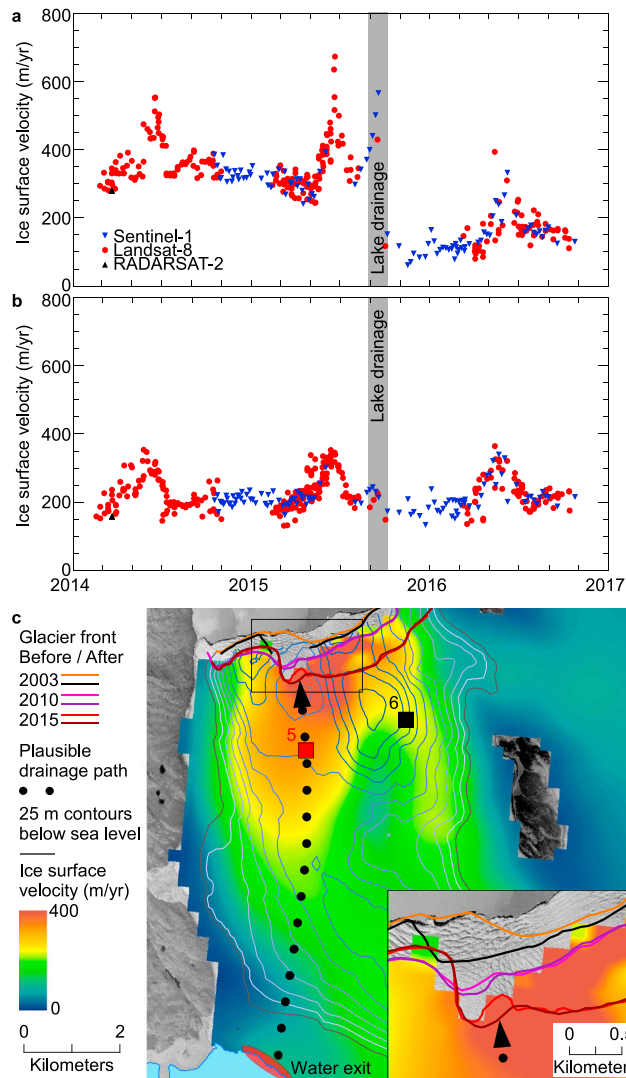 a
Ice surface velocity (m/yr)
800
600
400
200
0
Sentinel-1
Landsat-8
RADARSAT-2
Lake drainage
b
Ice surface velocity (m/yr)
800
600
400
200
0
Lake drainage
2014
2015
2016
2017
c
Glacier front
Before / After
2003
2010
2015
Plausible
drainage path
25 m contours
below sea level
Ice surface
velocity (m/yr)
400
0
0
2
Kilometers
5
6
Water exit
0
0.5
Kilometers